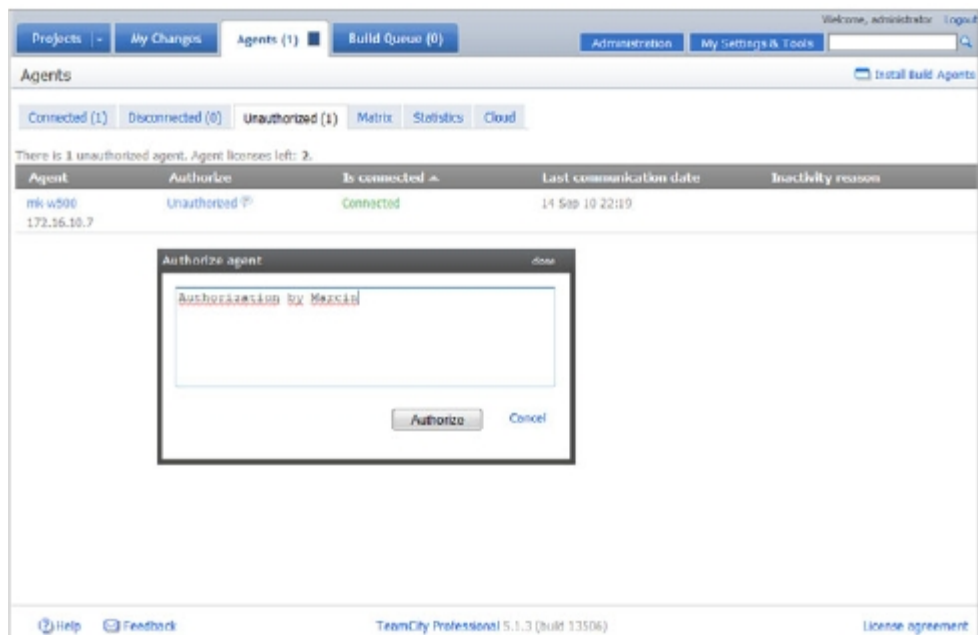 Welcome, administrator Logout
Projects My Changes Agents (1) Build Queue (0) Administration My Settings & Tools
Agents Install Build Agents
Connected (1) Disconnected (0) Unauthorized (1) Matrix Statistics Cloud
There is 1 unauthorized agent. Agent licenses left: 2.
Agent Authorize Is connected Last communication date Inactivity reason
mk-w500 Unauthorized Connected 14 Sep 10 22:19
172.16.10.7
Authorize agent close
Authorization by Marcin
Authorize Cancel
Help Feedback TeamCity Professional 5.1.3 (build 13506) License agreement